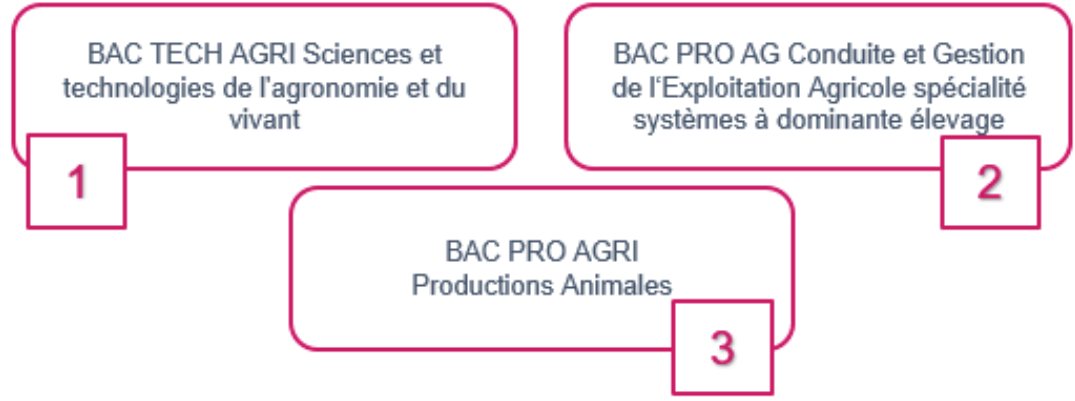 BAC TECH AGRI Sciences et
technologies de l'agronomie et du
vivant
1
BAC PRO AG Conduite et Gestion
de l‘Exploitation Agricole spécialité
systèmes à dominante élevage
2
BAC PRO AGRI
Productions Animales
3